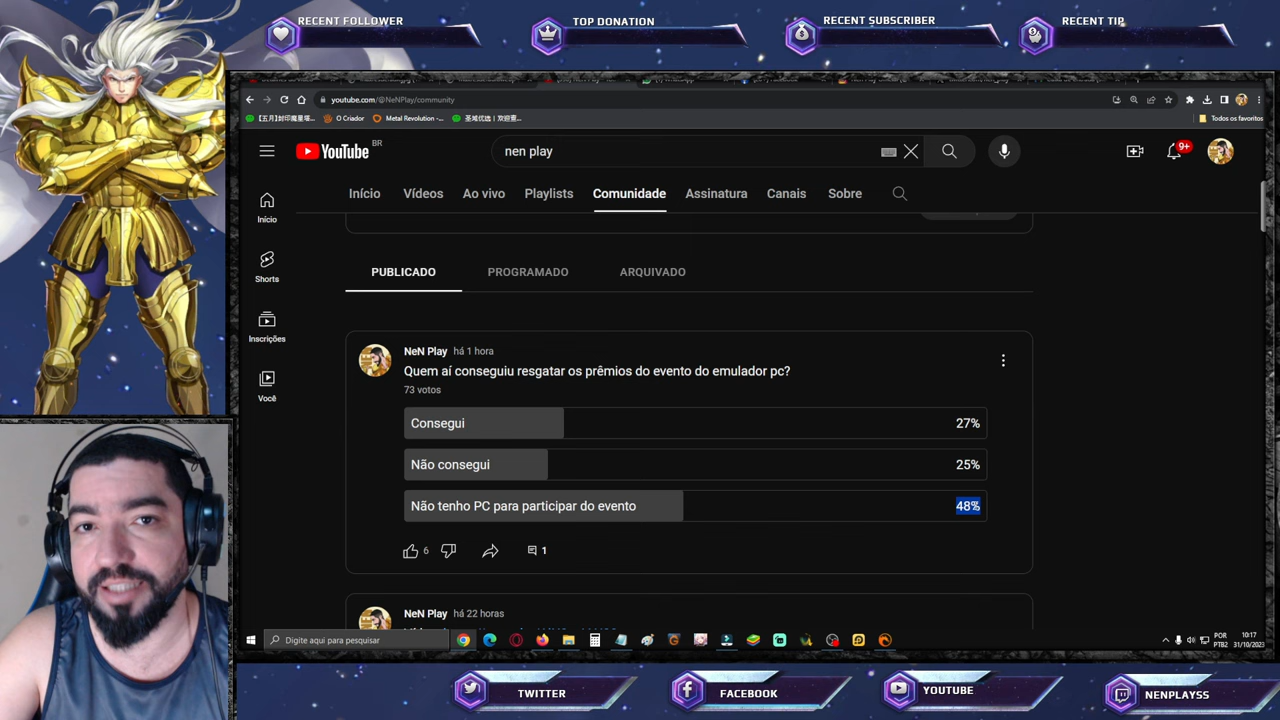 RECENT FOLLOWER
TOP DONATION
RECENT SUBSCRIBER
RECENT TIP
youtube.com/@NeNPlay/community
O Criador
Metal Revolution -...
Todos os favoritos
YouTube BR
nen play
9+
Início
Vídeos
Ao vivo
Playlists
Comunidade
Assinatura
Canais
Sobre
Início
Shorts
Inscrições
Você
PUBLICADO
PROGRAMADO
ARQUIVADO
NeN Play há 1 hora
Quem aí conseguiu resgatar os prêmios do evento do emulador pc?
73 votos
Consegui 27%
Não consegui 25%
Não tenho PC para participar do evento 48%
6
1
NeN Play há 22 horas
Digite aqui para pesquisar
POR
PTB2
10:17
31/10/2023
TWITTER
FACEBOOK
YOUTUBE
NENPLAYSS